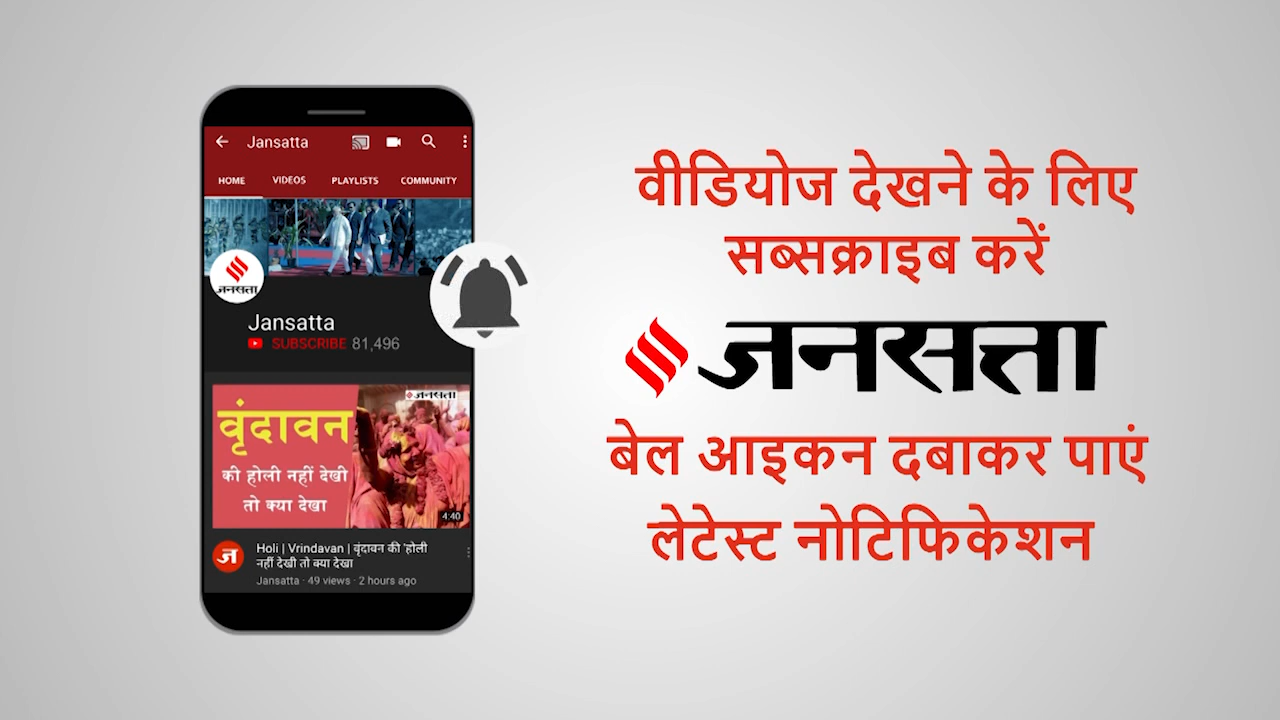 Jansatta
HOME VIDEOS PLAYLISTS COMMUNITY
जनसत्ता
Jansatta
SUBSCRIBE 81,496
जनसत्ता
वृंदावन
की होली नहीं देखी
तो क्या देखा
4:40
ज
Holi | Vrindavan | वृंदावन की 'होली
नहीं देखी तो क्या देखा
Jansatta · 49 views · 2 hours ago
वीडियोज देखने के लिए
सब्सक्राइब करें
जनसत्ता
बेल आइकन दबाकर पाएं
लेटेस्ट नोटिफिकेशन